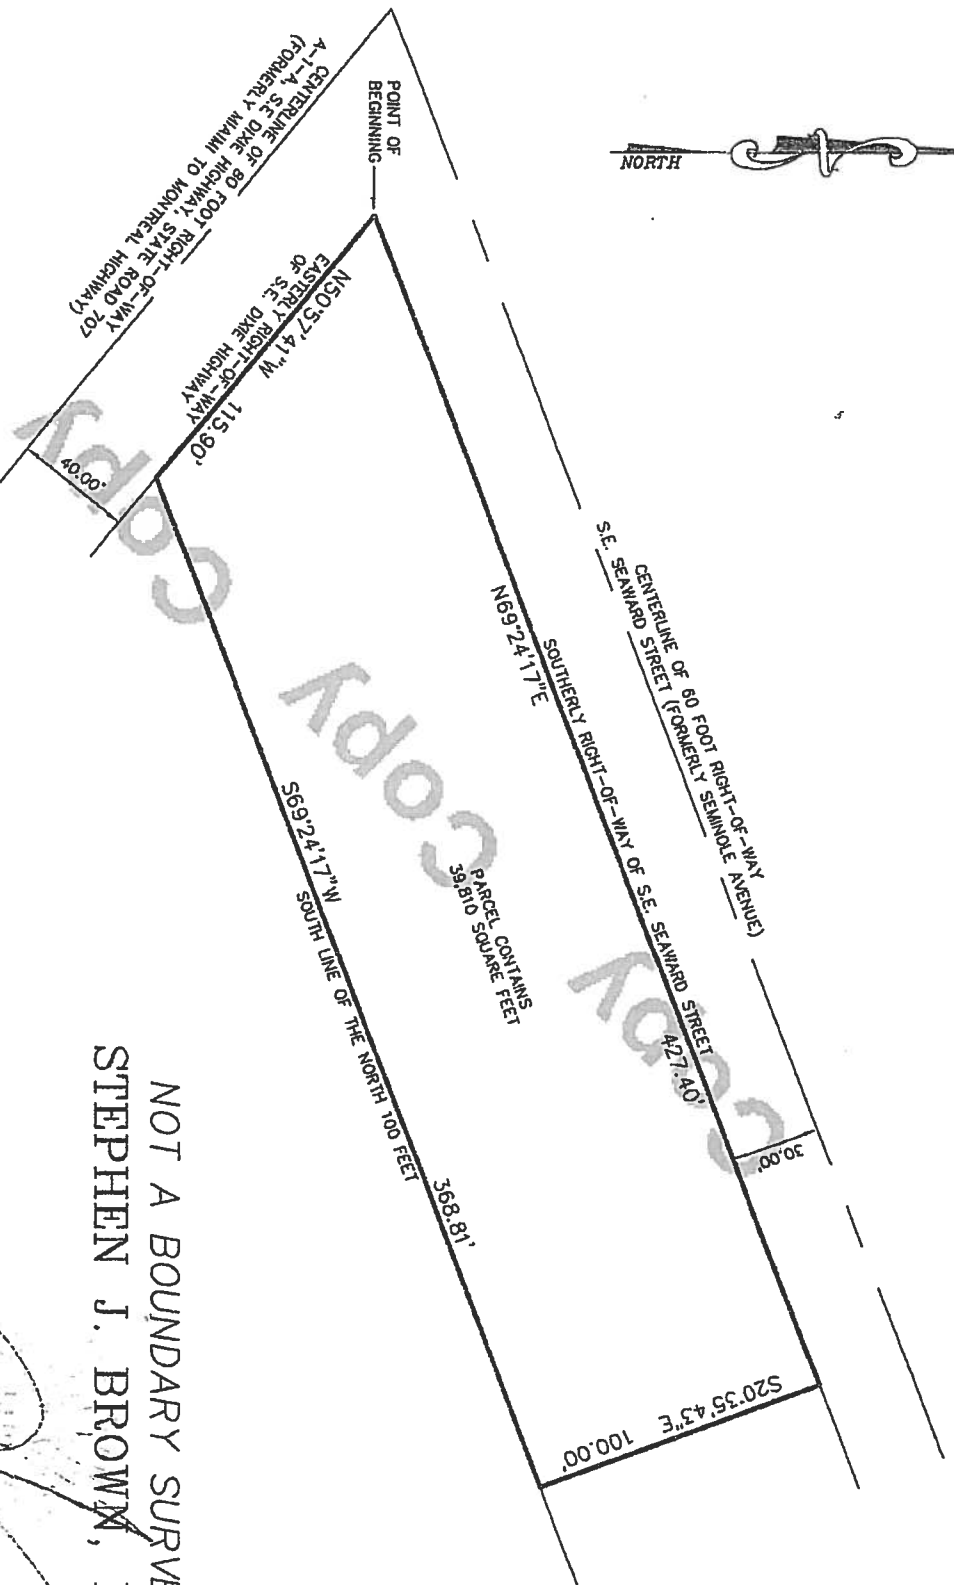 NORTH
POINT OF
BEGINNING
CENTERLINE OF 80 FOOT RIGHT-OF-WAY
A-1-A, S.E. DIXIE HIGHWAY, STATE ROAD 707
(FORMERLY MIAMI TO MONTREAL HIGHWAY)
N50°57'41"W
115.90'
EASTERLY RIGHT-OF-WAY
OF S.E. DIXIE HIGHWAY
40.00'
CENTERLINE OF 60 FOOT RIGHT-OF-WAY
S.E. SEAWARD STREET (FORMERLY SEMINOLE AVENUE)
SOUTHERLY RIGHT-OF-WAY OF S.E. SEAWARD STREET
N69°24'17"E
427.40'
30.00'
PARCEL CONTAINS
39,810 SQUARE FEET
S69°24'17"W
SOUTH LINE OF THE NORTH 100 FEET
368.81'
S20°35'43"E
100.00'
Copy
Copy
Copy
NOT A BOUNDARY SURVE
STEPHEN J. BROWN,